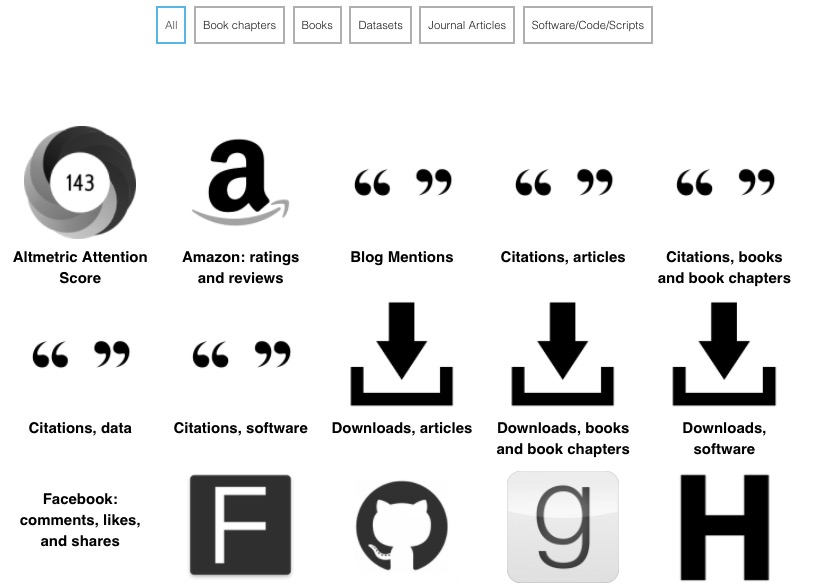 All Book chapters Books Datasets Journal Articles Software/Code/Scripts
143
a
“ ” “ ” “ ”
Altmetric Attention Score
Amazon: ratings and reviews
Blog Mentions
Citations, articles
Citations, books and book chapters
“ ” “ ”
Citations, data
Citations, software
Downloads, articles
Downloads, books and book chapters
Downloads, software
Facebook: comments, likes, and shares
F
g
H